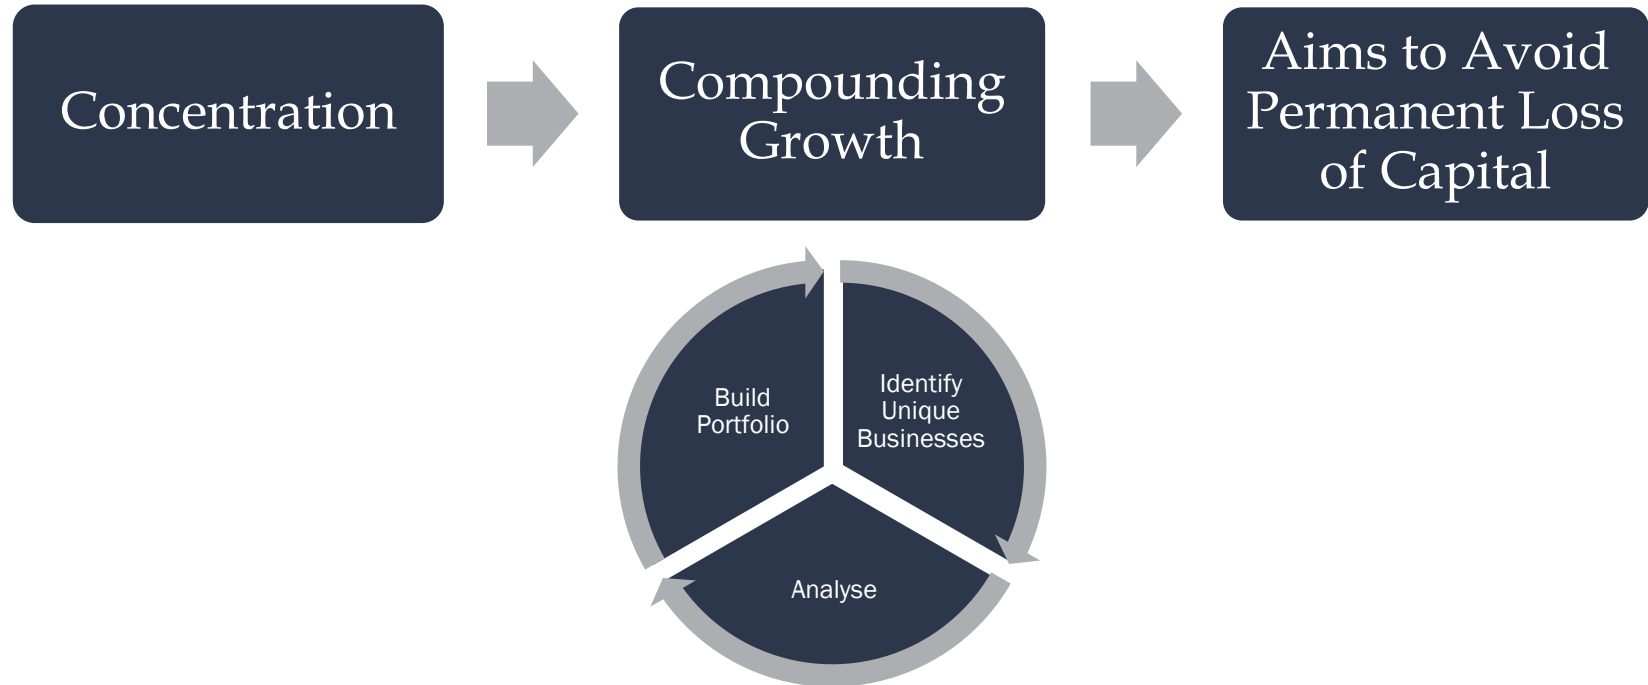 Concentration
Compounding
Growth
Aims to Avoid
Permanent Loss
of Capital
Build
Portfolio
Identify
Unique
Businesses
Analyse